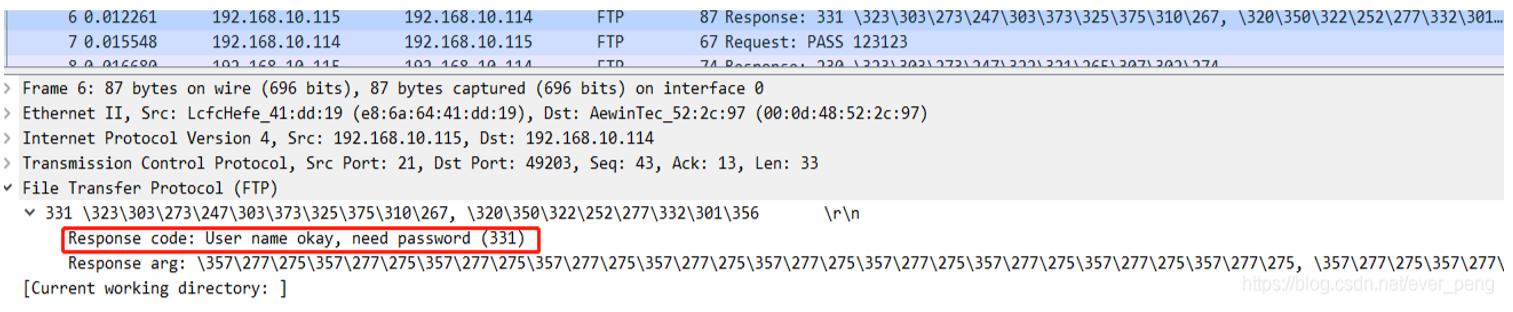 6 0.012261 192.168.10.115 192.168.10.114 FTP 87 Response: 331 \323\303\273\247\303\373\325\375\310\267, \320\350\322\252\277\332\301…
7 0.015548 192.168.10.114 192.168.10.115 FTP 67 Request: PASS 123123
8 0.016680 192.168.10.115 192.168.10.114 FTP 74 Response: 230 \323\303\273\247\322\321\265\307\302\274
Frame 6: 87 bytes on wire (696 bits), 87 bytes captured (696 bits) on interface 0
Ethernet II, Src: LcfcHefe_41:dd:19 (e8:6a:64:41:dd:19), Dst: AewinTec_52:2c:97 (00:0d:48:52:2c:97)
Internet Protocol Version 4, Src: 192.168.10.115, Dst: 192.168.10.114
Transmission Control Protocol, Src Port: 21, Dst Port: 49203, Seq: 43, Ack: 13, Len: 33
File Transfer Protocol (FTP)
331 \323\303\273\247\303\373\325\375\310\267, \320\350\322\252\277\332\301\356 \r\n
Response code: User name okay, need password (331)
Response arg: \357\277\275\357\277\275\357\277\275\357\277\275\357\277\275\357\277\275\357\277\275\357\277\275\357\277\275\357\277\275, \357\277\275\357\277\
[Current working directory: ]
https://blog.csdn.net/ever_peng